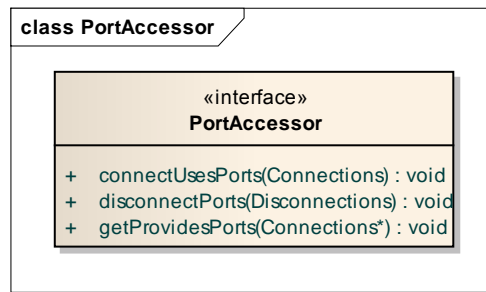 class PortAccessor
«interface»
PortAccessor
+ connectUsesPorts(Connections) : void
+ disconnectPorts(Disconnections) : void
+ getProvidesPorts(Connections*) : void